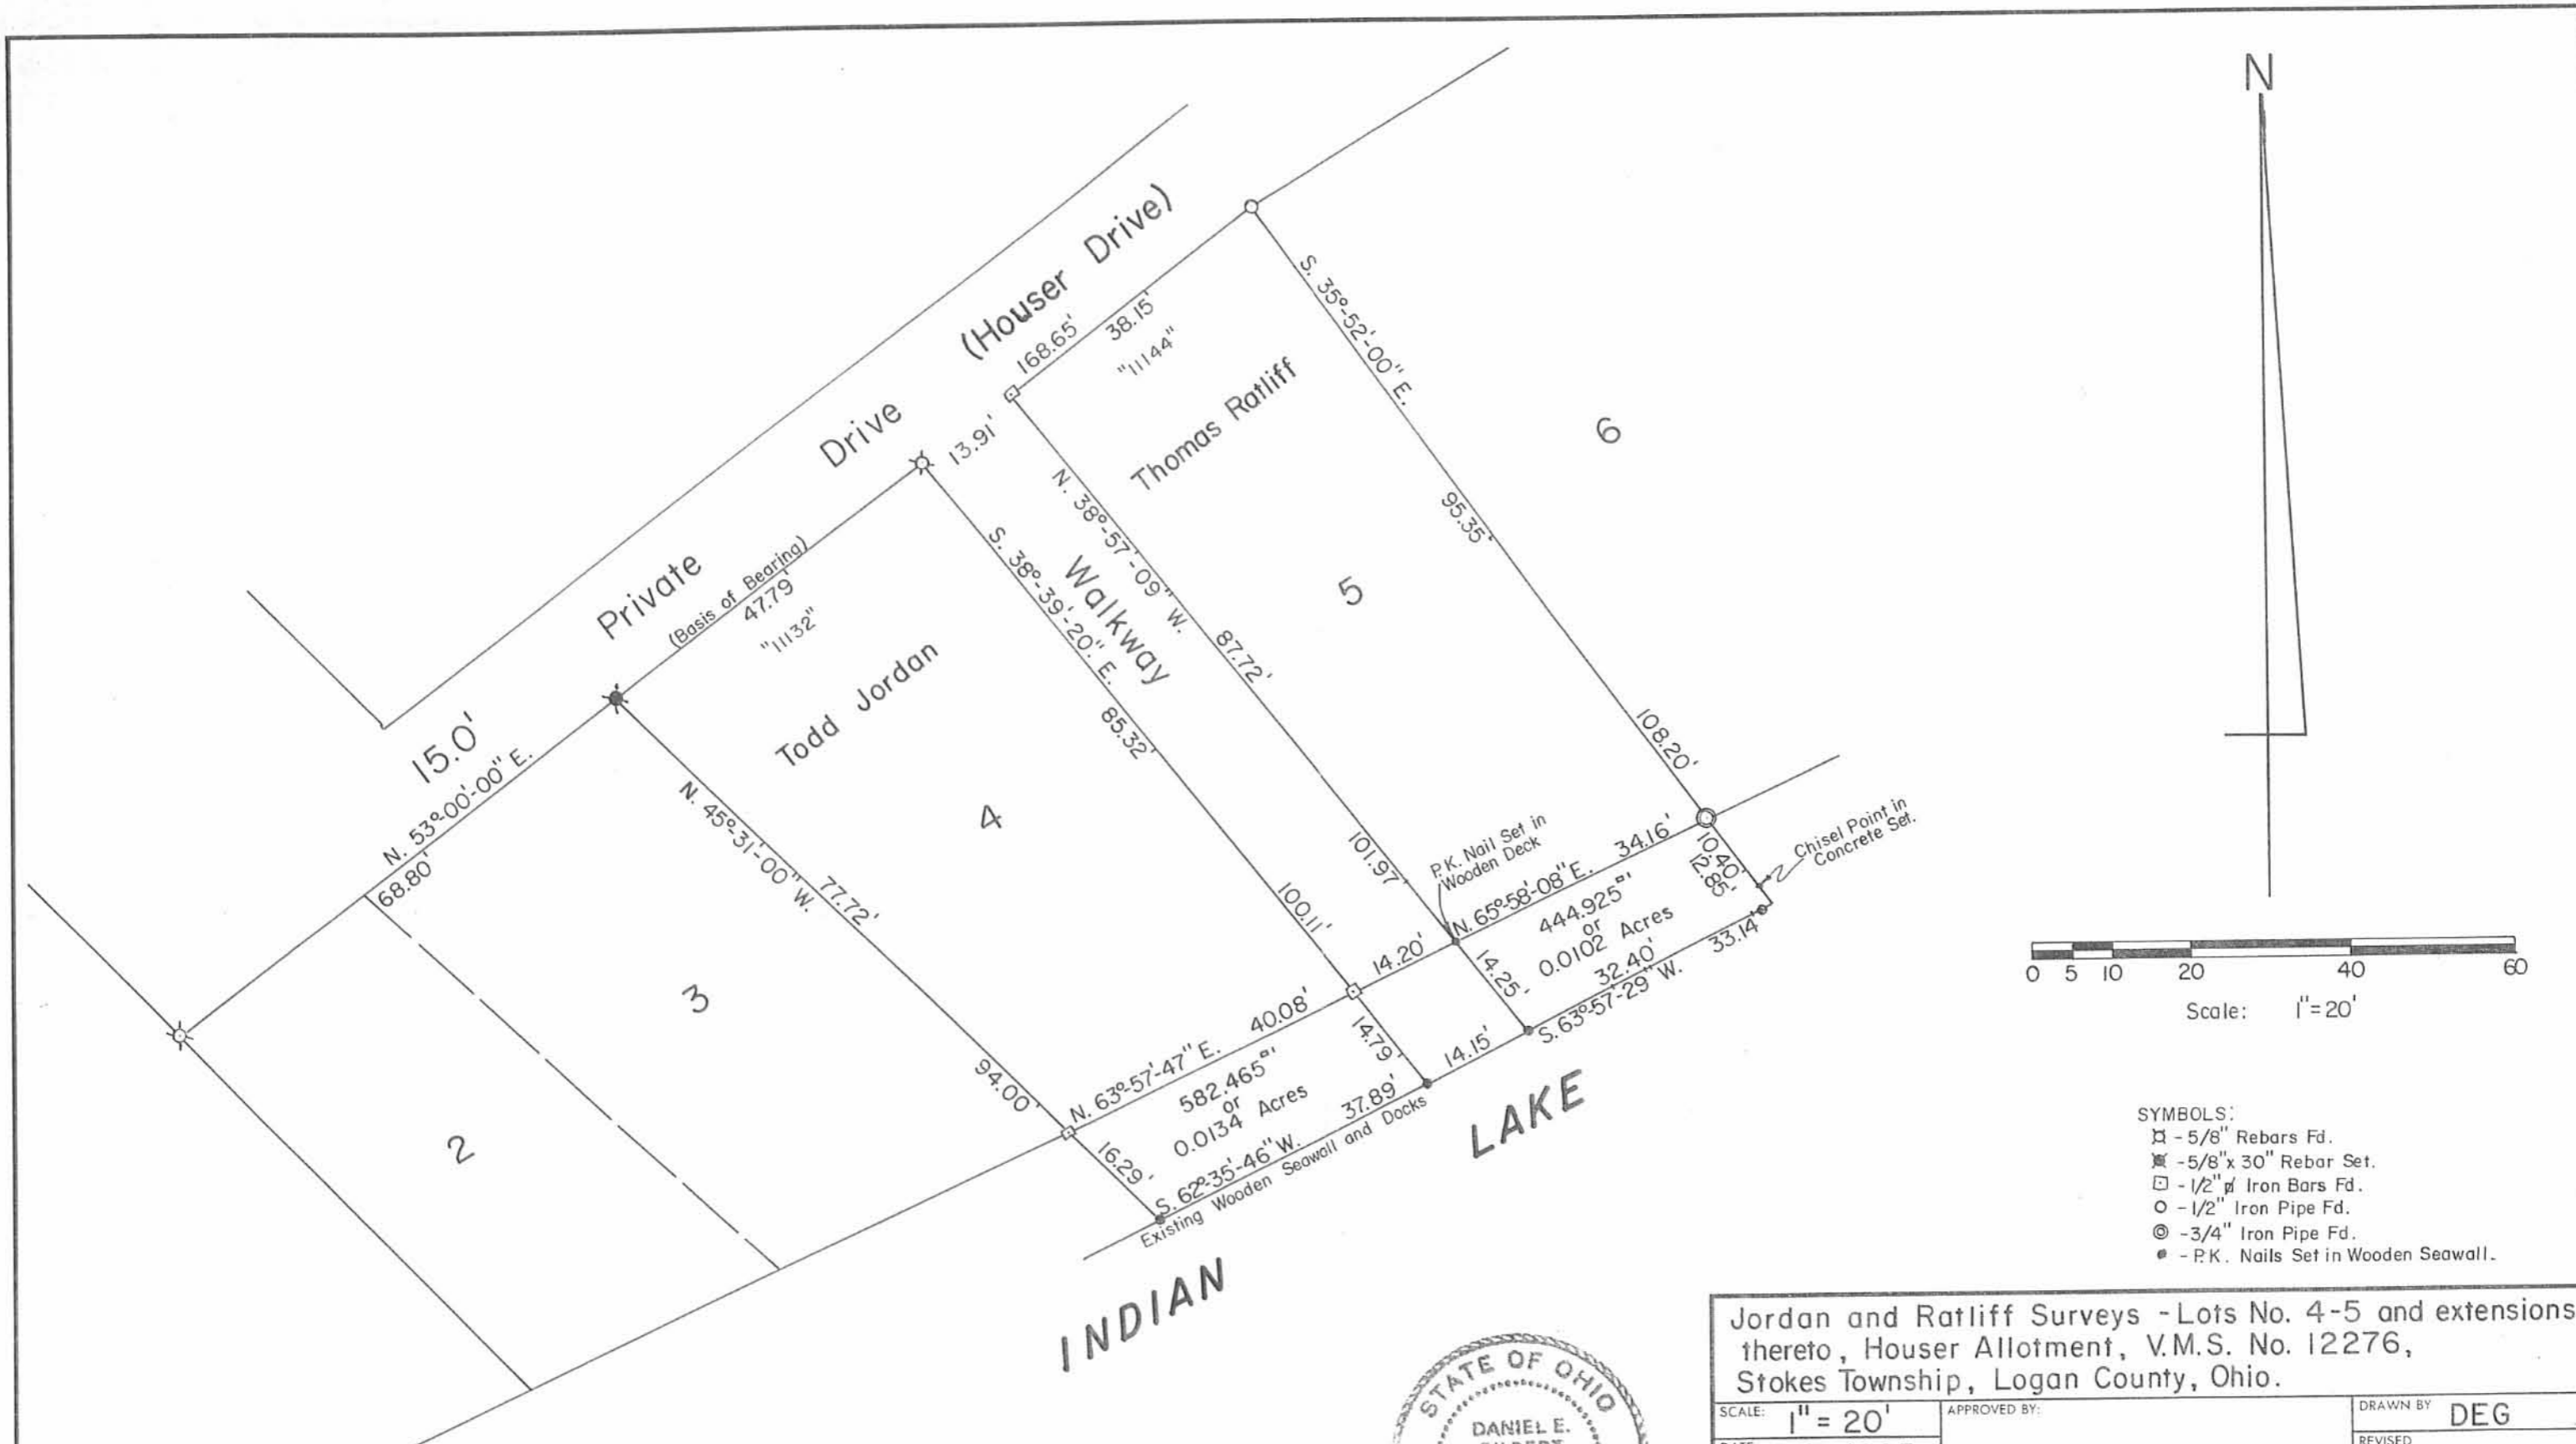 N
(Houser Drive)
168.65'
38.15'
"11144"
S. 35°-52'-00" E.
Thomas Ratliff
6
Drive
13.91'
N. 38°-57'-09" W.
95.35'
Private
(Basis of Bearing)
47.79'
"11132"
S. 38°-39'-20" E.
Walkway
5
87.72'
Todd Jordan
85.32'
108.20'
15.0'
N. 53°-00'-00" E.
68.80'
N. 45°-31'-00" W.
77.72'
4
101.97'
100.11'
P.K. Nail Set in
Wooden Deck
N. 65°-58'-08" E.
34.16'
10.40'
12.85'
Chisel Point in
Concrete Set.
444.925□'
or
0.0102 Acres
14.20'
14.25'
32.40'
33.14'
S. 63°-57'-29" W.
3
94.00'
N. 63°-57'-47" E.
40.08'
14.79'
14.15'
582.465□'
or
0.0134 Acres
16.29'
37.89'
S. 62°-35'-46" W.
Existing Wooden Seawall and Docks
2
INDIAN LAKE
0 5 10 20 40 60
Scale: 1"=20'
SYMBOLS:
- 5/8" Rebars Fd.
- 5/8" x 30" Rebar Set.
- 1/2" ⌀ Iron Bars Fd.
- 1/2" Iron Pipe Fd.
- 3/4" Iron Pipe Fd.
- P.K. Nails Set in Wooden Seawall.
Jordan and Ratliff Surveys - Lots No. 4-5 and extensions
thereto, Houser Allotment, V.M.S. No. 12276,
Stokes Township, Logan County, Ohio.
SCALE: 1" = 20'
APPROVED BY:
DRAWN BY DEG
REVISED
STATE OF OHIO
DANIEL E.